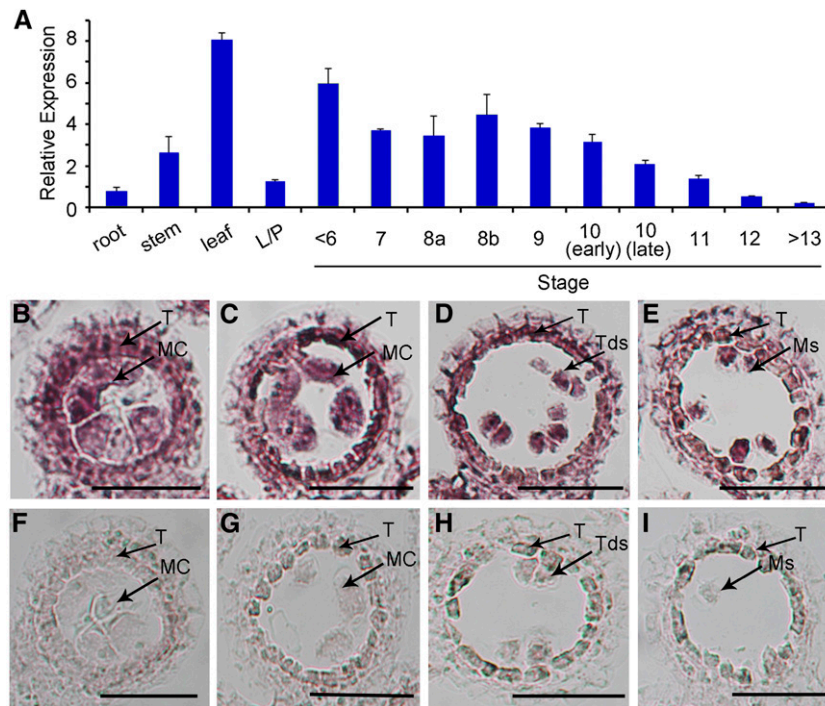 A
Relative Expression
8
6
4
2
0
root
stem
leaf
L/P
<6
7
8a
8b
9
10
(early)
10
(late)
11
12
>13
Stage
B
T
MC
C
T
MC
D
T
Tds
E
T
Ms
F
T
MC
G
T
MC
H
T
Tds
I
T
Ms